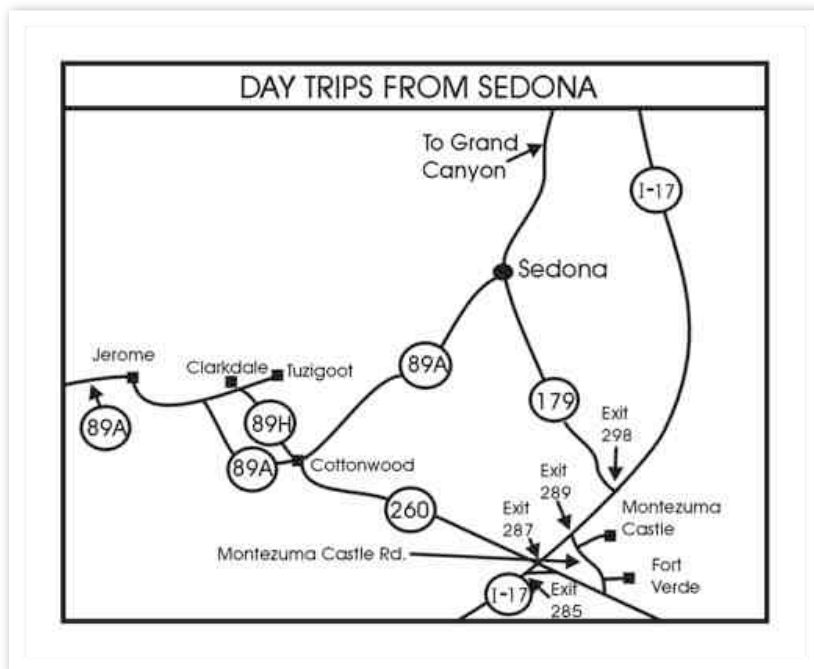 DAY TRIPS FROM SEDONA
To Grand
Canyon
I-17
Sedona
Jerome
Clarkdale
Tuzigoot
89A
179
89A
89H
Exit
298
89A
Cottonwood
Exit
289
260
Exit
287
Montezuma
Castle
Montezuma Castle Rd.
Fort
Verde
I-17
Exit
285